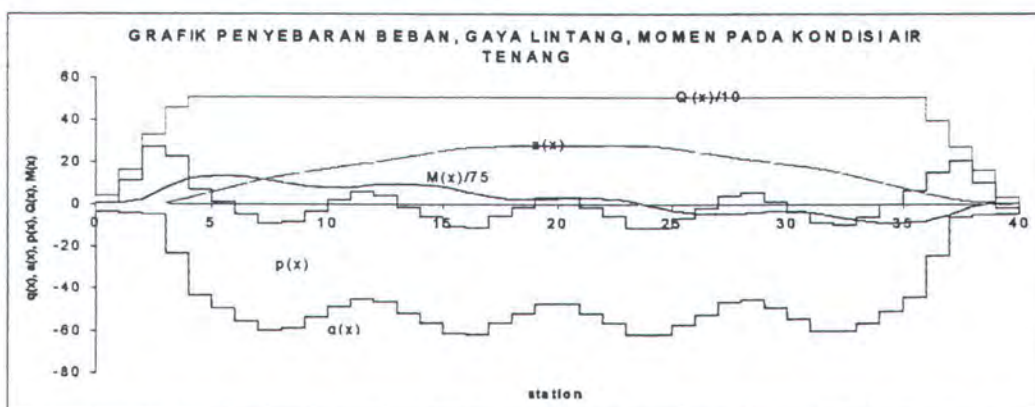 GRAFIK PENYEBARAN BEBAN, GAYA LINTANG, MOMEN PADA KONDISI AIR
TENANG
q(x), a(x), p(x), Q(x), M(x)
60
40
20
0
-20
-40
-60
-80
Q(x)/10
a(x)
M(x)/75
p(x)
q(x)
0
5
10
15
20
25
30
35
40
station